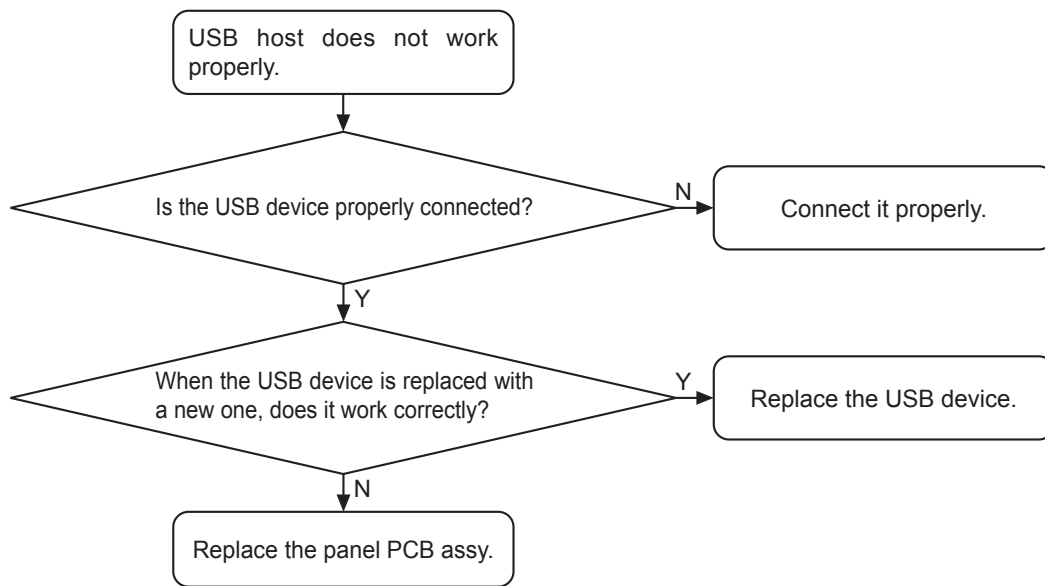 USB host does not work
properly.
Is the USB device properly connected?
N
Connect it properly.
Y
When the USB device is replaced with
a new one, does it work correctly?
Y
Replace the USB device.
N
Replace the panel PCB assy.